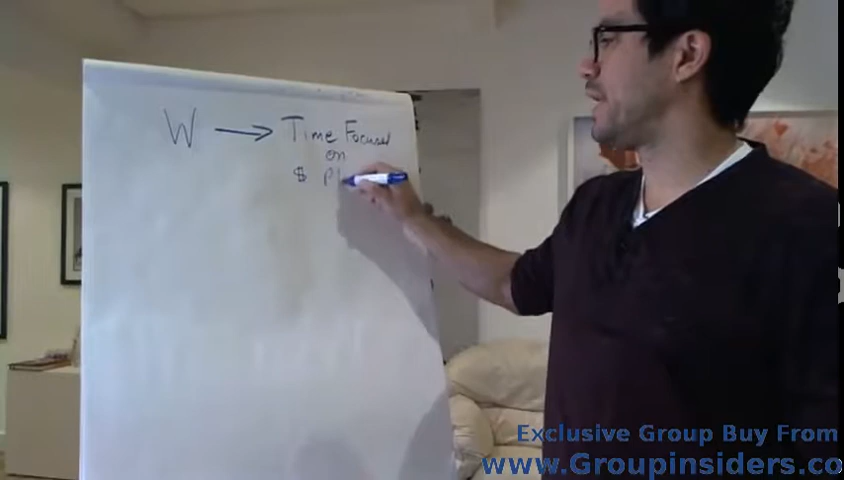 W → Time Focused
on
$ Pl
Exclusive Group Buy From
www.Groupinsiders.co